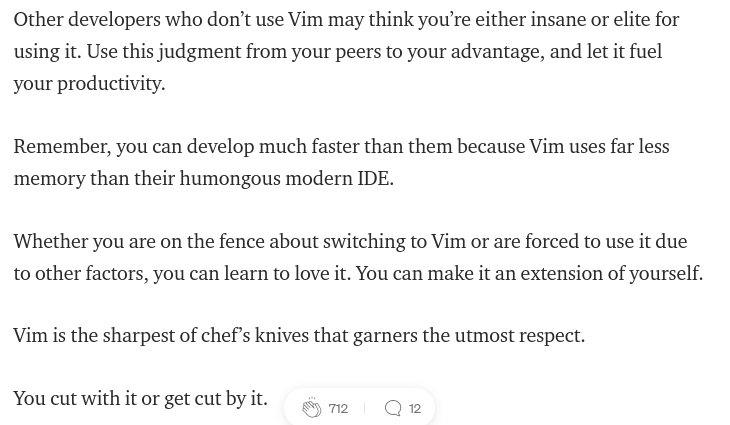 Other developers who don’t use Vim may think you’re either insane or elite for
using it. Use this judgment from your peers to your advantage, and let it fuel
your productivity.
Remember, you can develop much faster than them because Vim uses far less
memory than their humongous modern IDE.
Whether you are on the fence about switching to Vim or are forced to use it due
to other factors, you can learn to love it. You can make it an extension of yourself.
Vim is the sharpest of chef’s knives that garners the utmost respect.
You cut with it or get cut by it.
712 12